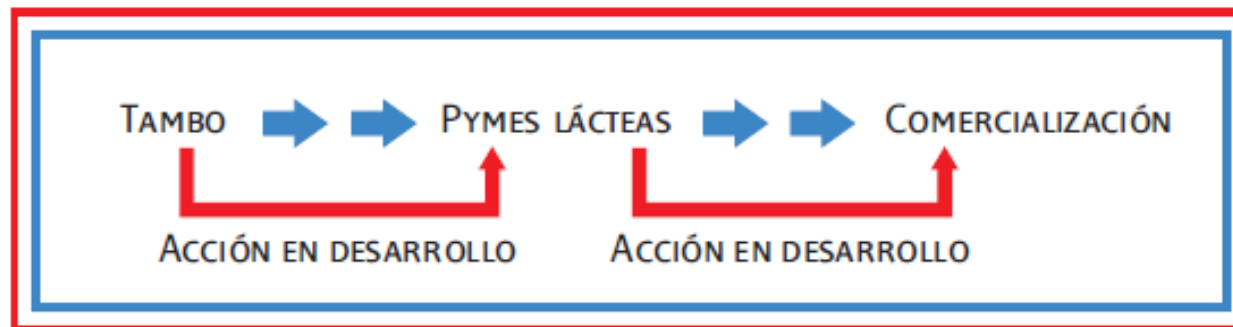 Tambo Pymes lácteas Comercialización
Acción en desarrollo Acción en desarrollo